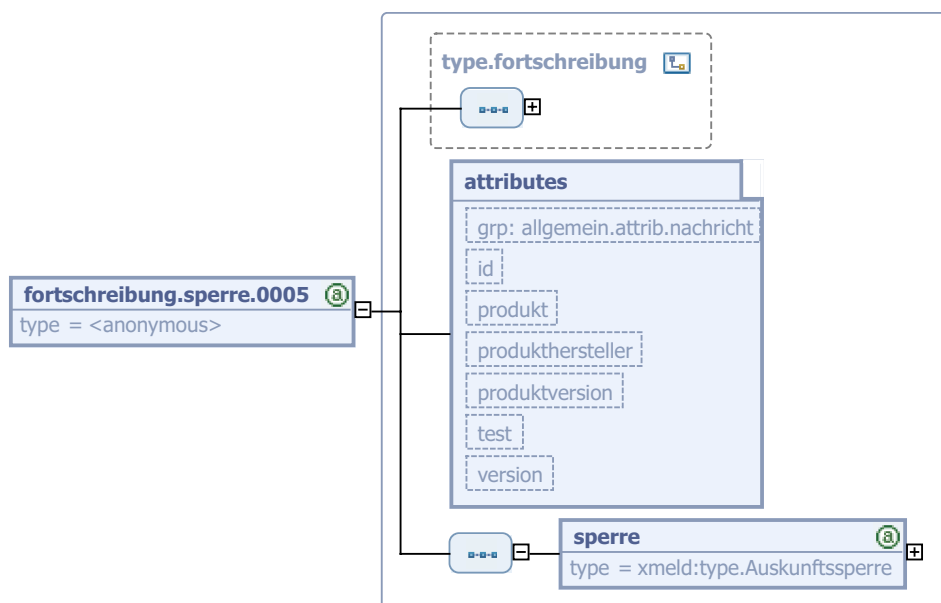 type.fortschreibung
attributes
grp: allgemein.attrib.nachricht
id
produkt
produkthersteller
produktversion
test
version
fortschreibung.sperre.0005 @
type = <anonymous>
sperre @
type = xmeld:type.Auskunftssperre